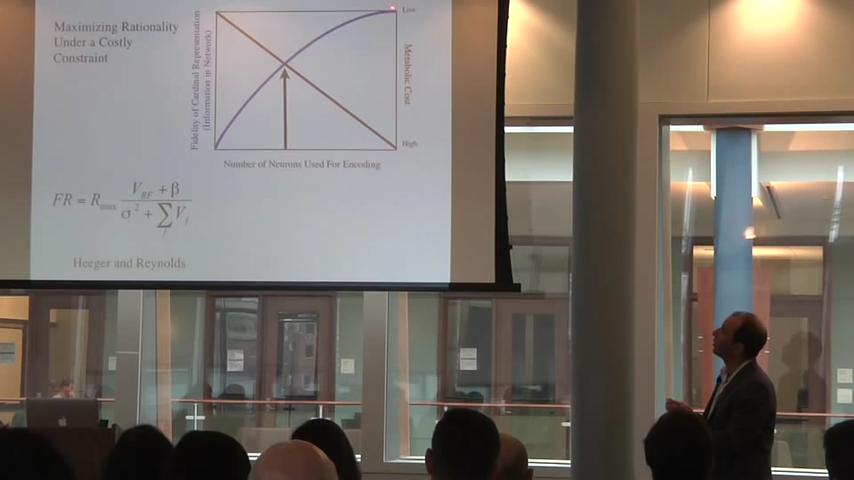 Maximizing Rationality
Under a Costly
Constraint
Fidelity of Cardinal Representation
(Information in Network)
Low
Metabolic Cost
High
Number of Neurons Used For Encoding
FR = R_max (V_RF + β) / (σ² + ∑_j V_j)
Heeger and Reynolds